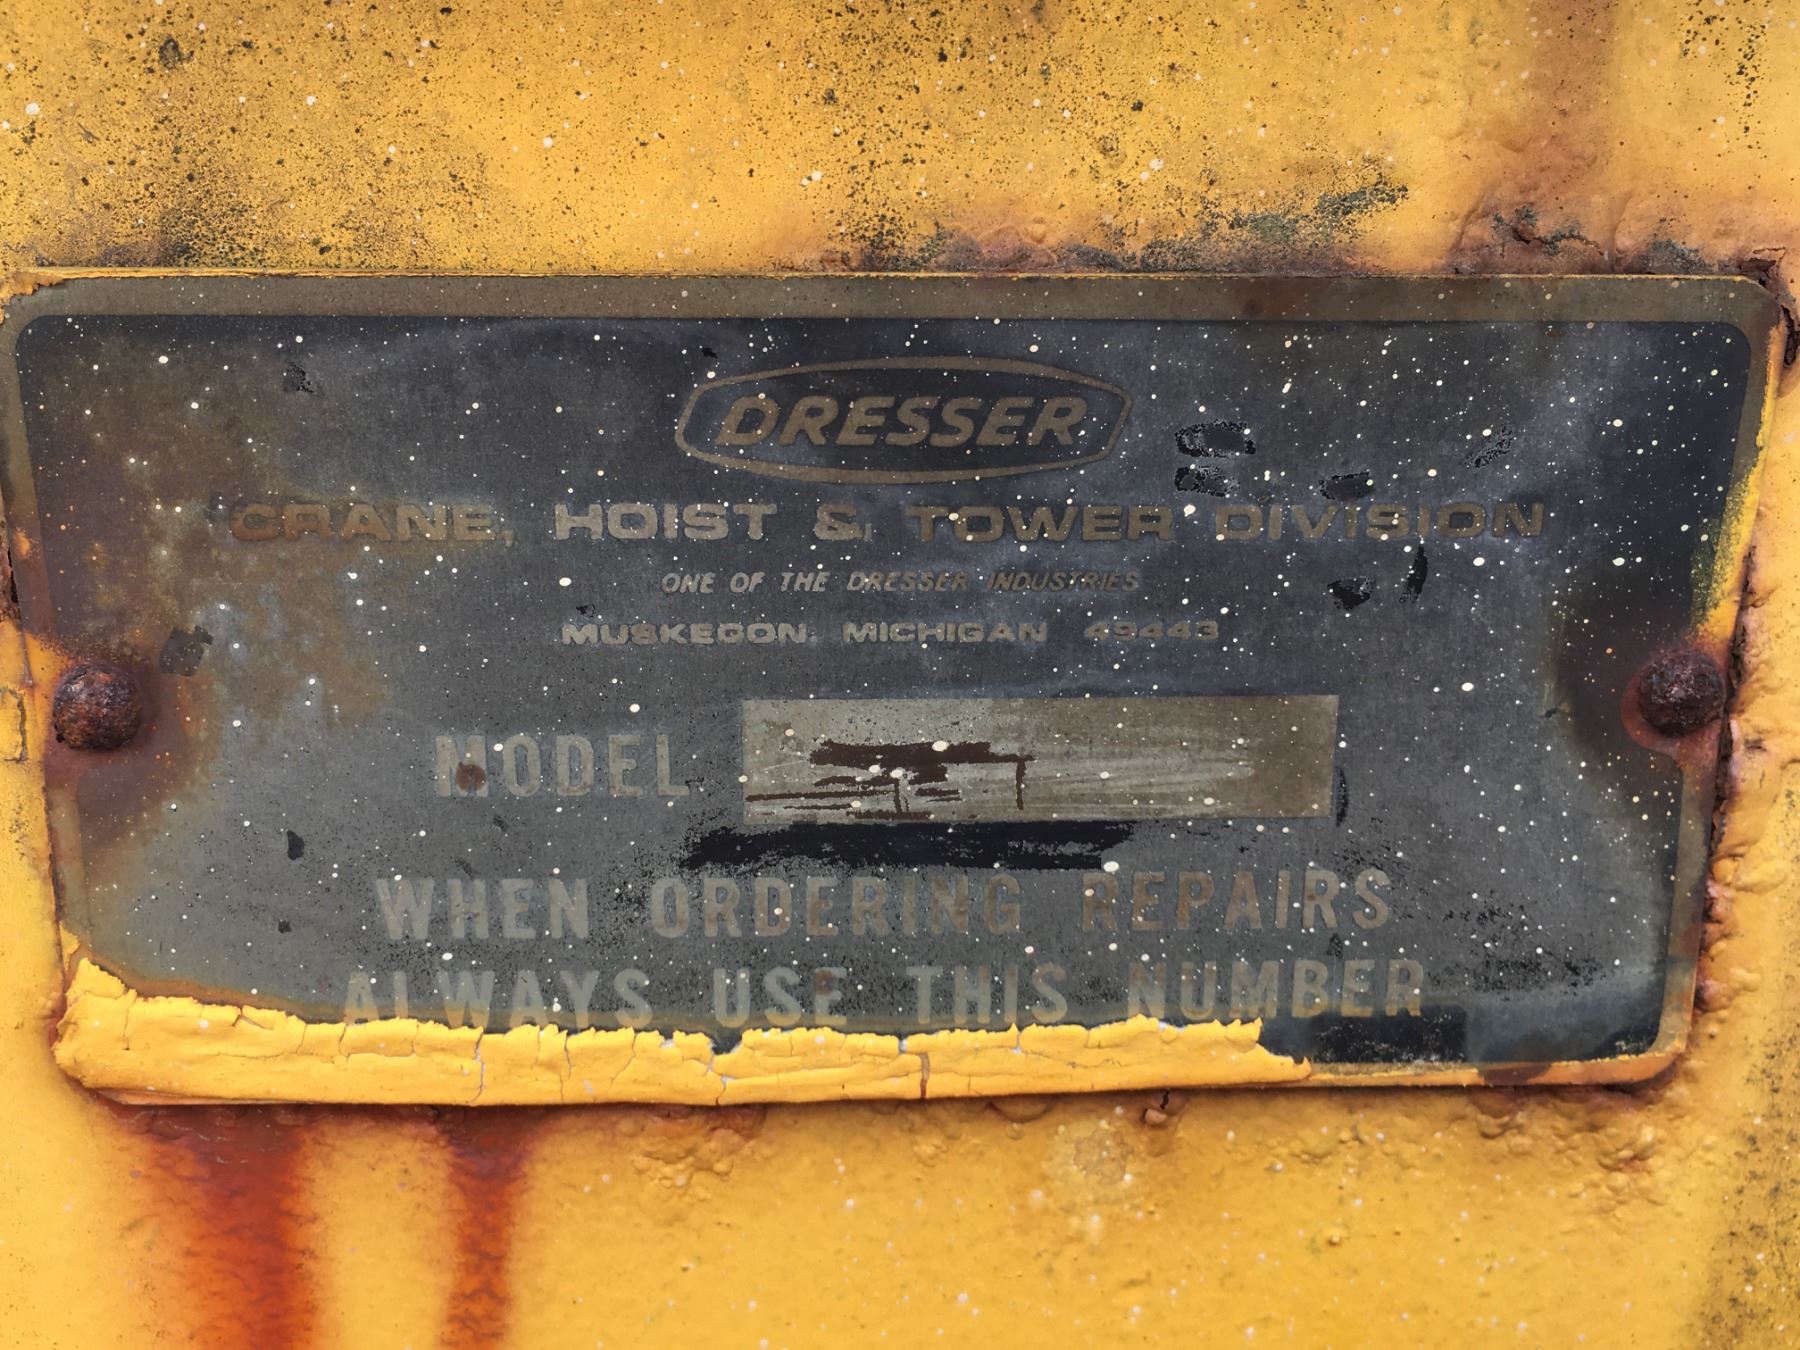 DRESSER
CRANE, HOIST & TOWER DIVISION
ONE OF THE DRESSER INDUSTRIES
MUSKEGON, MICHIGAN 49443
MODEL
WHEN ORDERING REPAIRS
ALWAYS USE THIS NUMBER